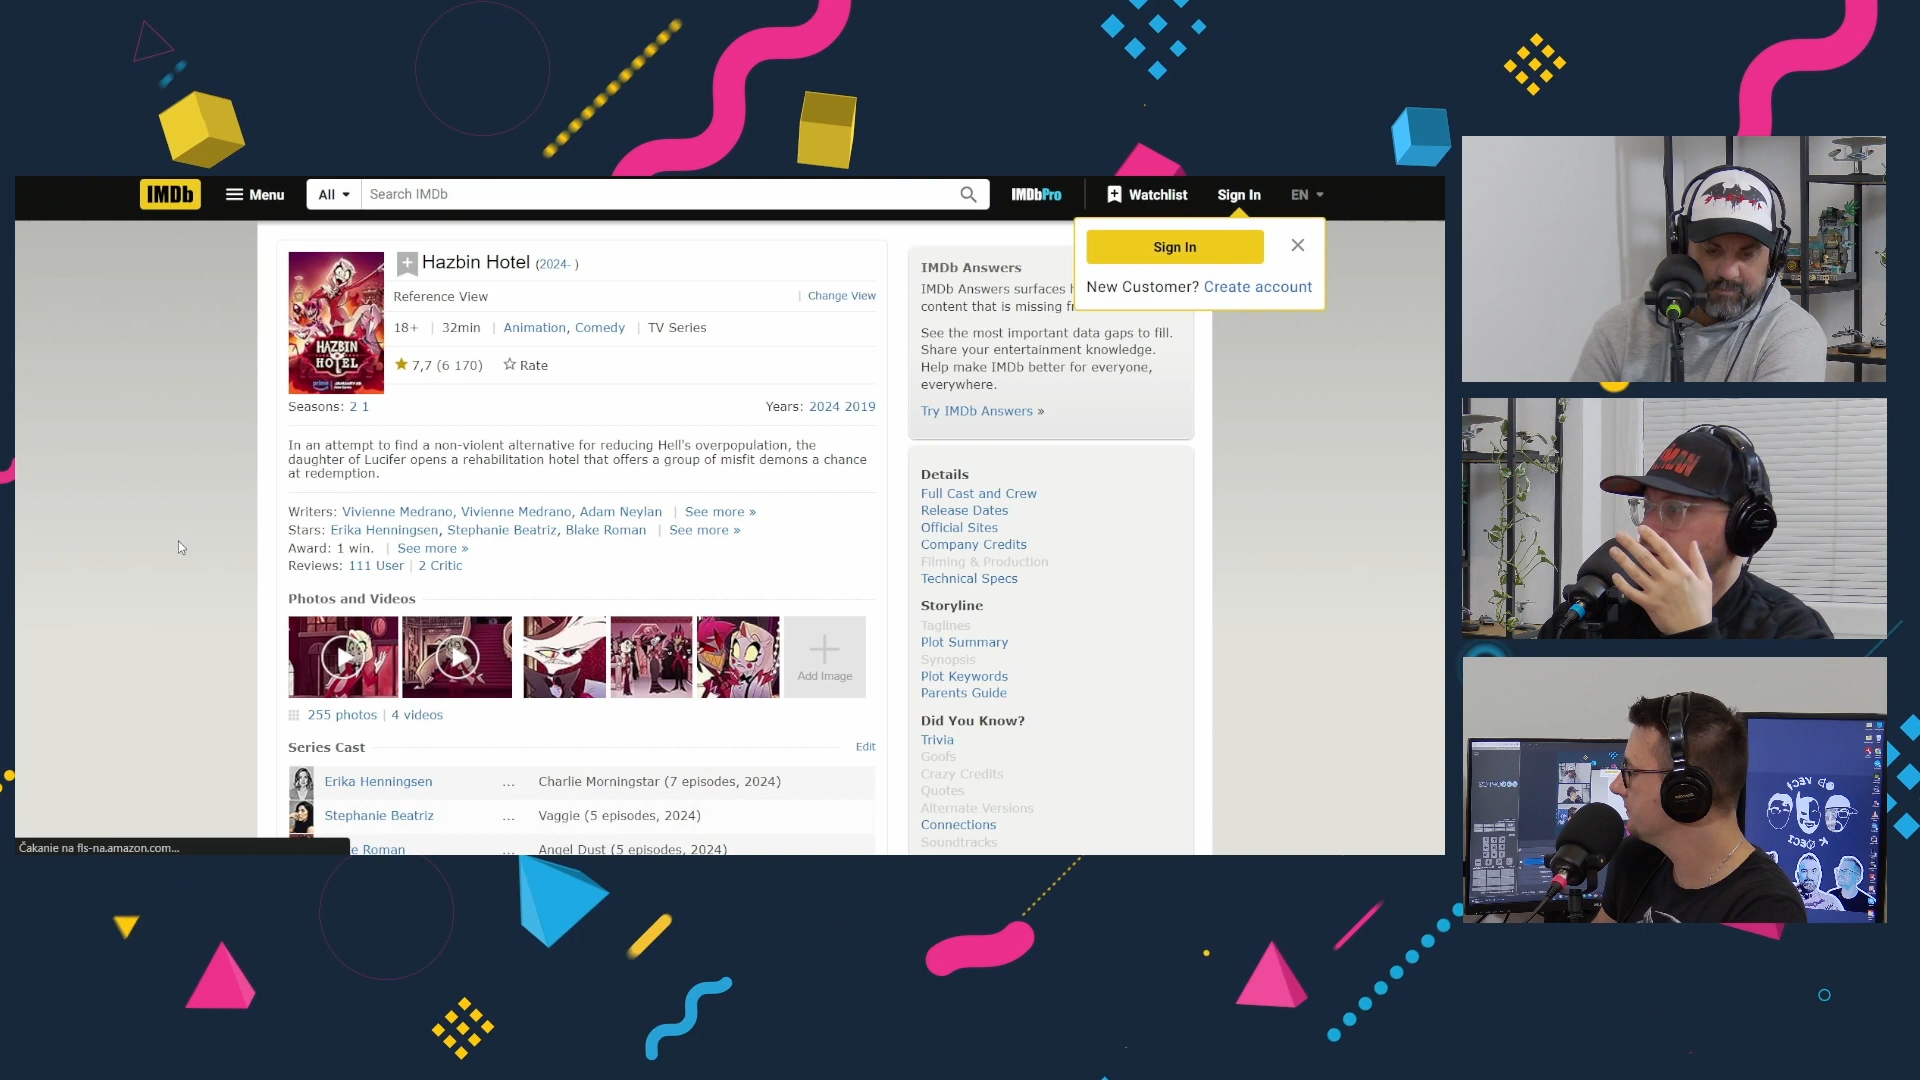 IMDb
Menu
All
Search IMDb
IMDbPro
Watchlist
Sign In
EN
Sign In
New Customer? Create account
Hazbin Hotel (2024- )
Reference View
Change View
18+ | 32min | Animation, Comedy | TV Series
7,7 (6 170) Rate
HAZBIN
HOTEL
prime
Seasons: 2 1
Years: 2024 2019
In an attempt to find a non-violent alternative for reducing Hell's overpopulation, the
daughter of Lucifer opens a rehabilitation hotel that offers a group of misfit demons a chance
at redemption.
Writers: Vivienne Medrano, Vivienne Medrano, Adam Neylan | See more »
Stars: Erika Henningsen, Stephanie Beatriz, Blake Roman | See more »
Award: 1 win. | See more »
Reviews: 111 User | 2 Critic
Photos and Videos
Add Image
255 photos | 4 videos
Series Cast
Edit
Erika Henningsen ... Charlie Morningstar (7 episodes, 2024)
Stephanie Beatriz ... Vaggie (5 episodes, 2024)
Roman ... Angel Dust (5 episodes, 2024)
Čakanie na fls-na.amazon.com...
IMDb Answers
IMDb Answers surfaces
content that is missing
See the most important data gaps to fill.
Share your entertainment knowledge.
Help make IMDb better for everyone,
everywhere.
Try IMDb Answers »
Details
Full Cast and Crew
Release Dates
Official Sites
Company Credits
Filming & Production
Technical Specs
Storyline
Taglines
Plot Summary
Synopsis
Plot Keywords
Parents Guide
Did You Know?
Trivia
Goofs
Crazy Credits
Quotes
Alternate Versions
Connections
Soundtracks